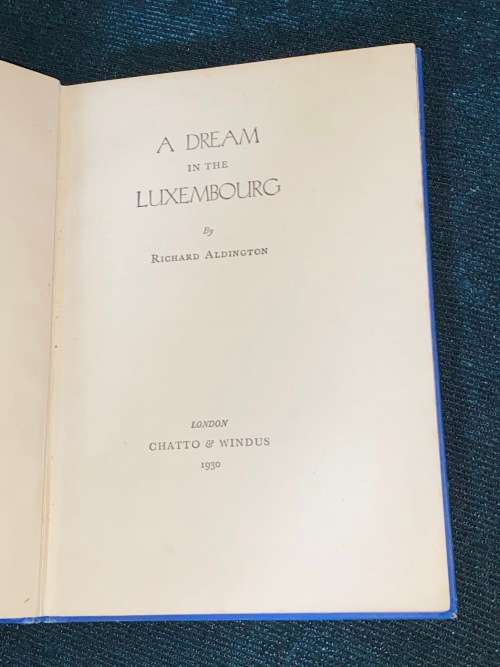 A DREAM
IN THE
LUXEMBOURG
By
RICHARD ALDINGTON
LONDON
CHATTO & WINDUS
1930